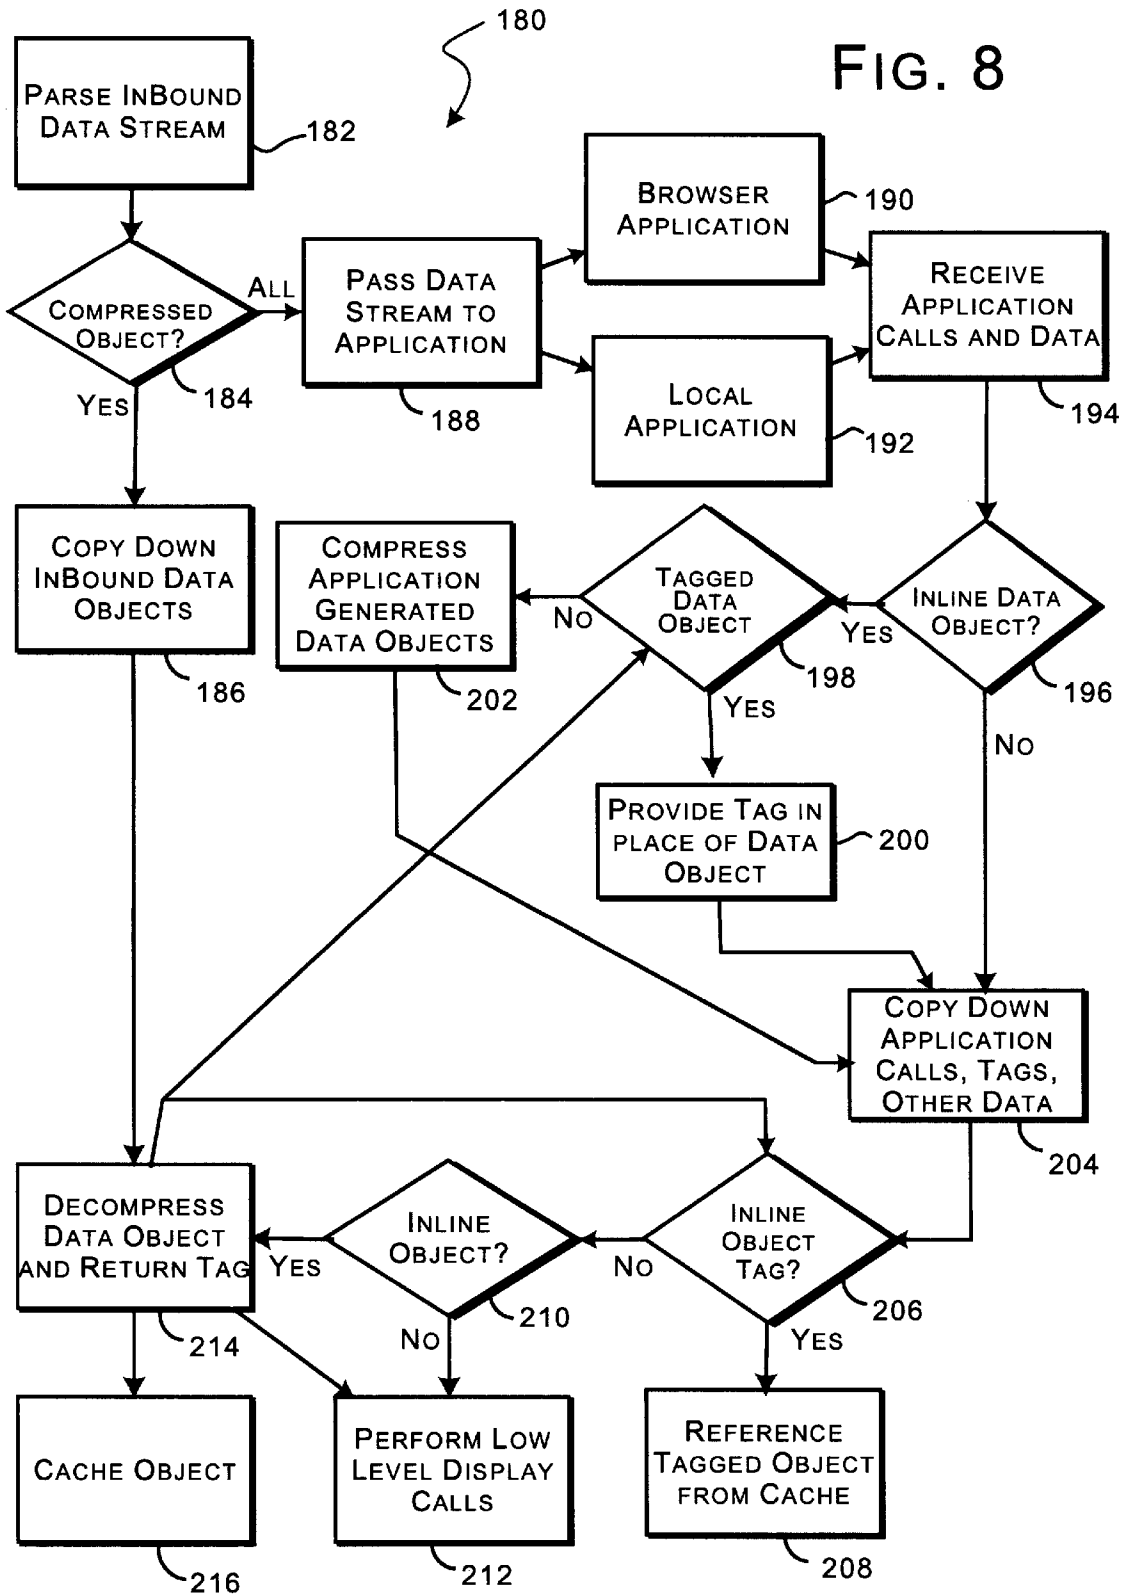 180
FIG. 8
PARSE INBOUND
DATA STREAM
182
COMPRESSED
OBJECT?
184
ALL
YES
PASS DATA
STREAM TO
APPLICATION
188
BROWSER
APPLICATION
190
LOCAL
APPLICATION
192
RECEIVE
APPLICATION
CALLS AND DATA
194
COPY DOWN
INBOUND DATA
OBJECTS
186
COMPRESS
APPLICATION
GENERATED
DATA OBJECTS
202
NO
TAGGED
DATA
OBJECT
198
YES
YES
INLINE DATA
OBJECT?
196
NO
PROVIDE TAG IN
PLACE OF DATA
OBJECT
200
COPY DOWN
APPLICATION
CALLS, TAGS,
OTHER DATA
204
DECOMPRESS
DATA OBJECT
AND RETURN TAG
214
YES
INLINE
OBJECT?
210
NO
NO
INLINE
OBJECT
TAG?
206
YES
CACHE OBJECT
216
PERFORM LOW
LEVEL DISPLAY
CALLS
212
REFERENCE
TAGGED OBJECT
FROM CACHE
208